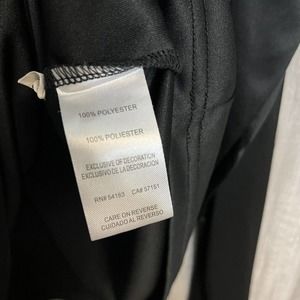 100% POLYESTER
100% POLIESTER
EXCLUSIVE OF DECORATION
EXCLUSIVO DE LA DECORACION
RN# 54163 CA# 57151
CARE ON REVERSE
CUIDADO AL REVERSO